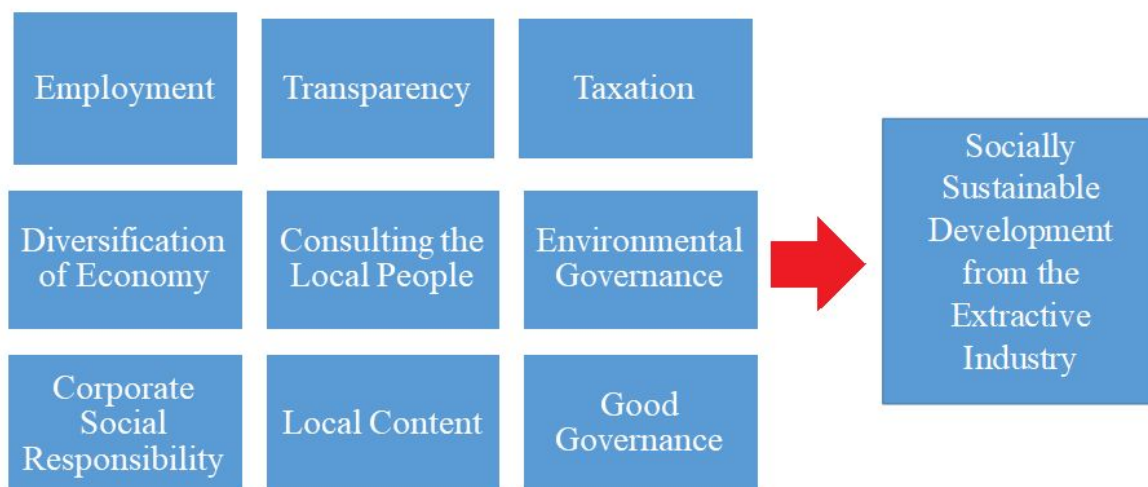 Employment
Transparency
Taxation
Diversification
of Economy
Consulting the
Local People
Environmental
Governance
Corporate
Social
Responsibility
Local Content
Good
Governance
Socially
Sustainable
Development
from the
Extractive
Industry